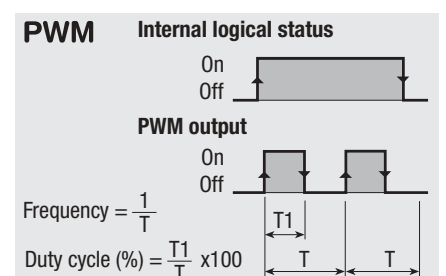 PWM Internal logical status
On
Off
PWM output
On
Off
Frequency = 1/T
T1
Duty cycle (%) = T1/T x100
T T